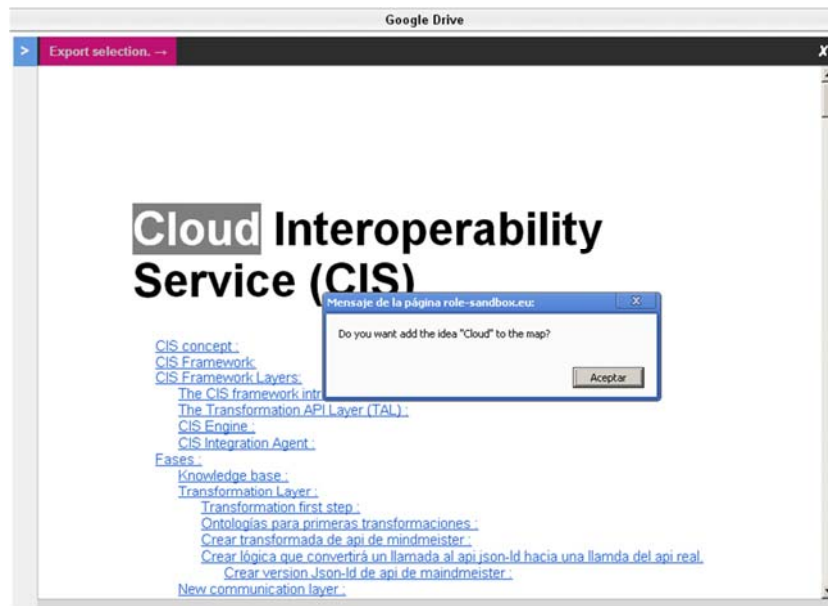 Google Drive
> Export selection. → X
Cloud Interoperability
Service (CIS)
Mensaje de la página role-sandbox.eu: X
Do you want add the idea "Cloud" to the map?
Aceptar
CIS concept :
CIS Framework
CIS Framework Layers:
The CIS framework
The Transformation API Layer (TAL) :
CIS Engine :
CIS Integration Agent :
Fases :
Knowledge base :
Transformation Layer :
Transformation first step :
Ontologías para primeras transformaciones :
Crear transformada de api de mindmeister :
Crear lógica que convertirá un llamada al api json-ld hacia una llamda del api real.
Crear version Json-ld de api de maindmeister :
New communication layer :